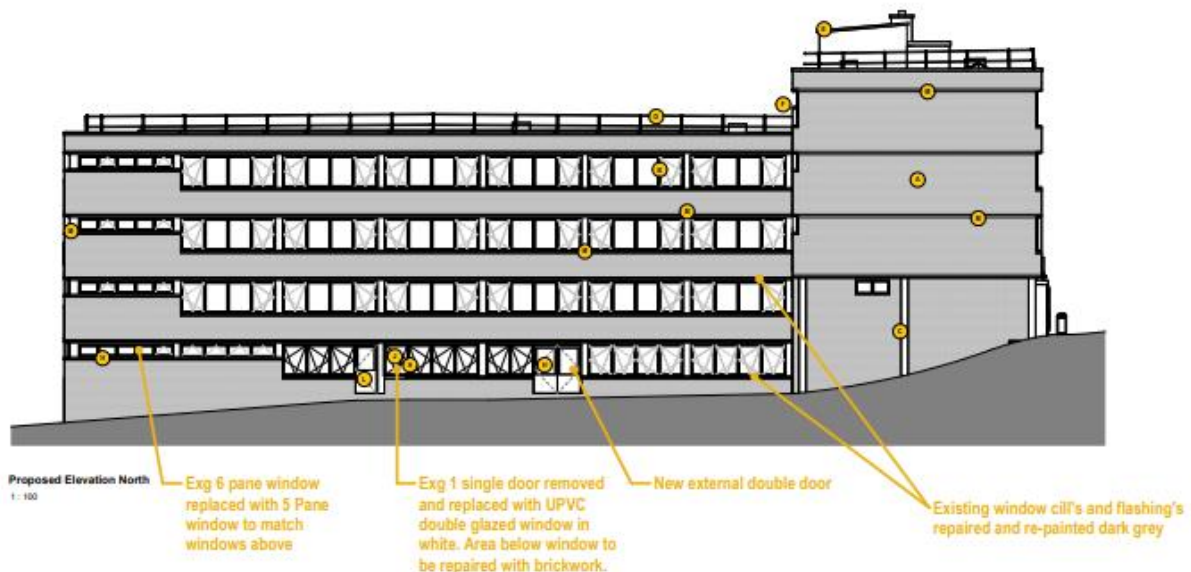 Proposed Elevation North
1 : 100
Exg 6 pane window
replaced with 5 Pane
window to match
windows above
Exg 1 single door removed
and replaced with UPVC
double glazed window in
white. Area below window to
be repaired with brickwork.
New external double door
Existing window cill's and flashing's
repaired and re-painted dark grey